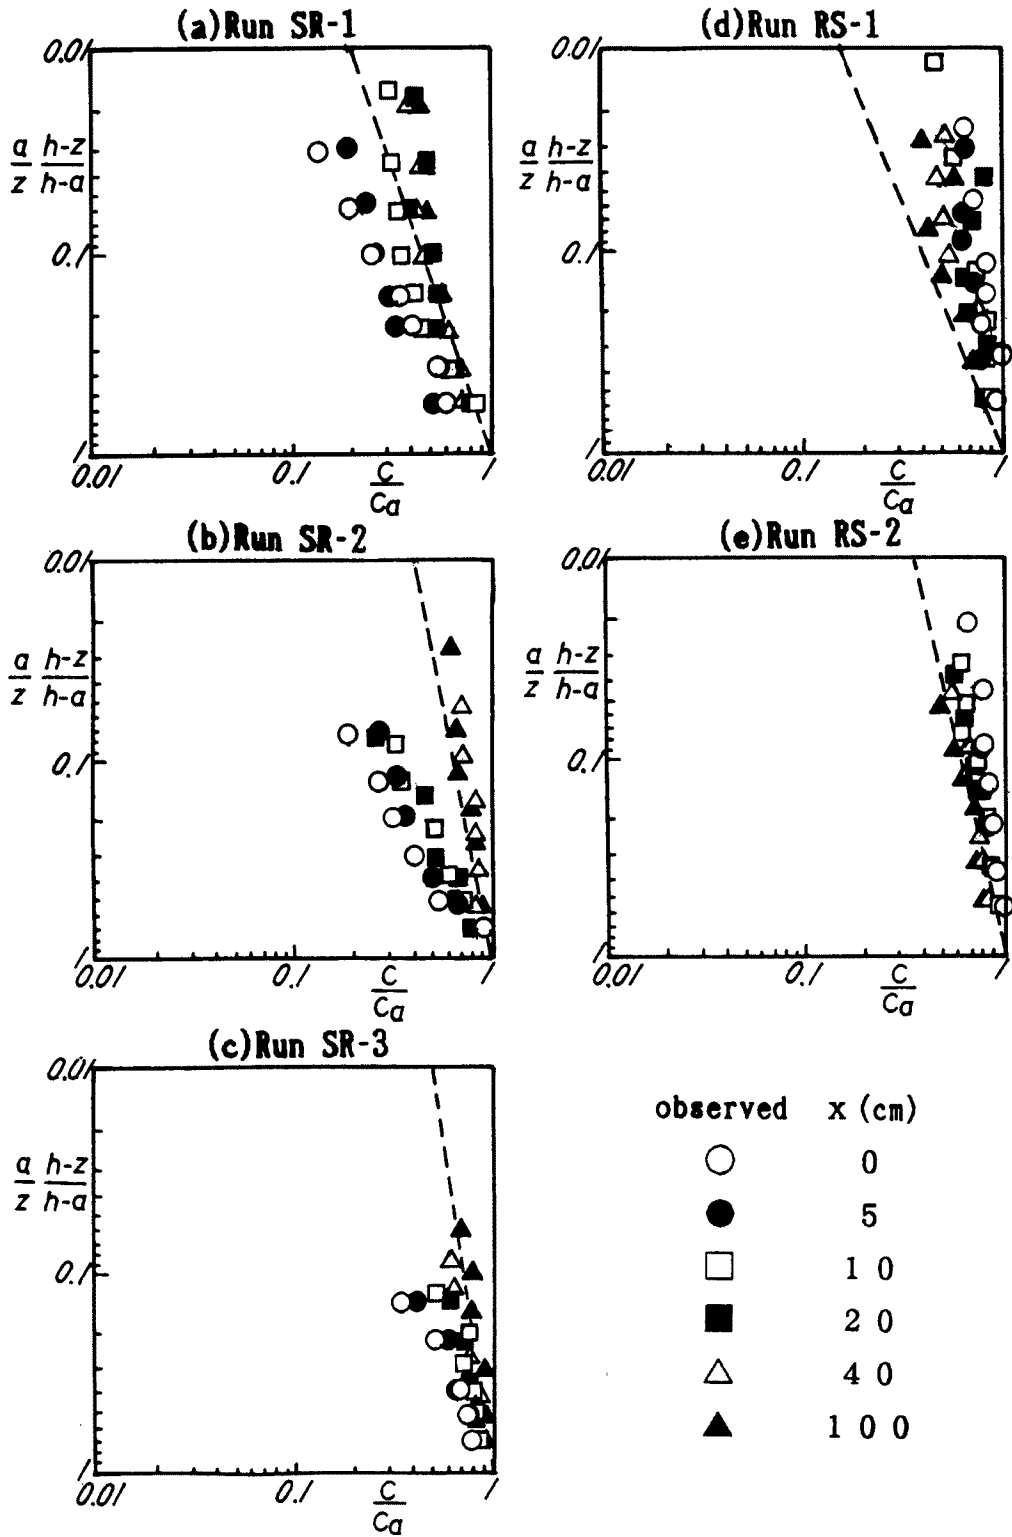 (a)Run SR-1
0.01
a h-z
z h-a
0.1
1
0.01 0.1 C 1
Ca
(d)Run RS-1
0.01
a h-z
z h-a
0.1
1
0.01 0.1 C 1
Ca
(b)Run SR-2
0.01
a h-z
z h-a
0.1
1
0.01 0.1 C 1
Ca
(e)Run RS-2
0.01
a h-z
z h-a
0.1
1
0.01 0.1 C 1
Ca
(c)Run SR-3
0.01
a h-z
z h-a
0.1
1
0.01 0.1 C 1
Ca
observed x (cm)
0
5
10
20
40
100